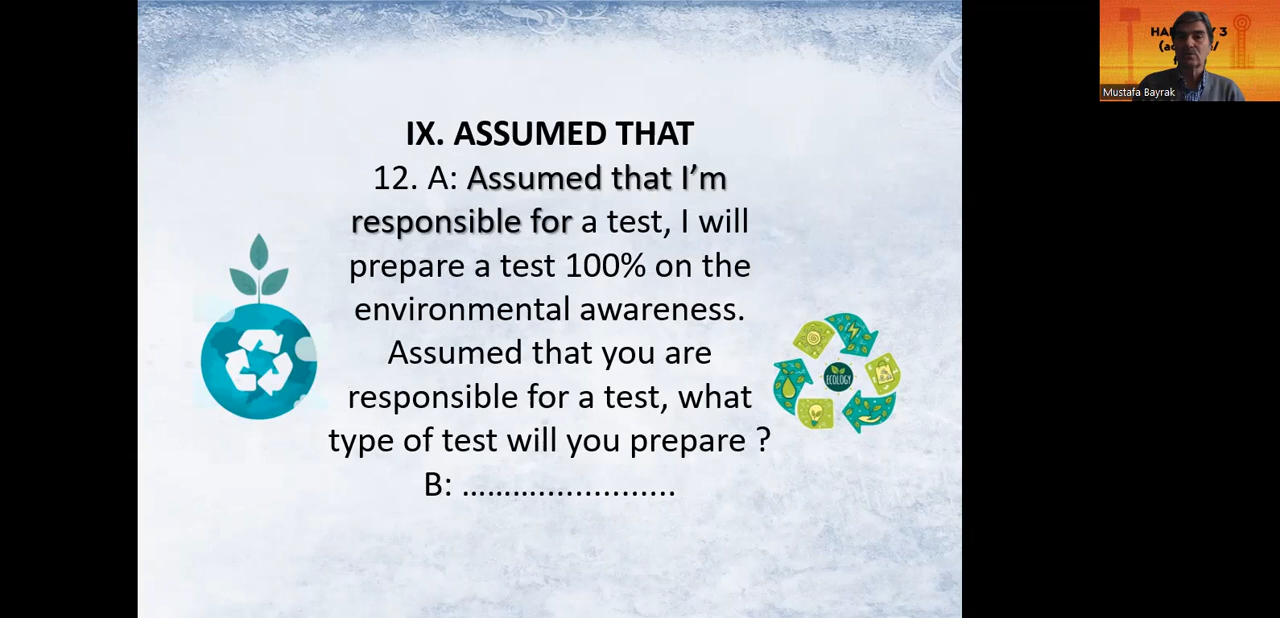 IX. ASSUMED THAT
12. A: Assumed that I’m
responsible for a test, I will
prepare a test 100% on the
environmental awareness.
Assumed that you are
responsible for a test, what
type of test will you prepare ?
B: ……….................
ECOLOGY
Mustafa Bayrak